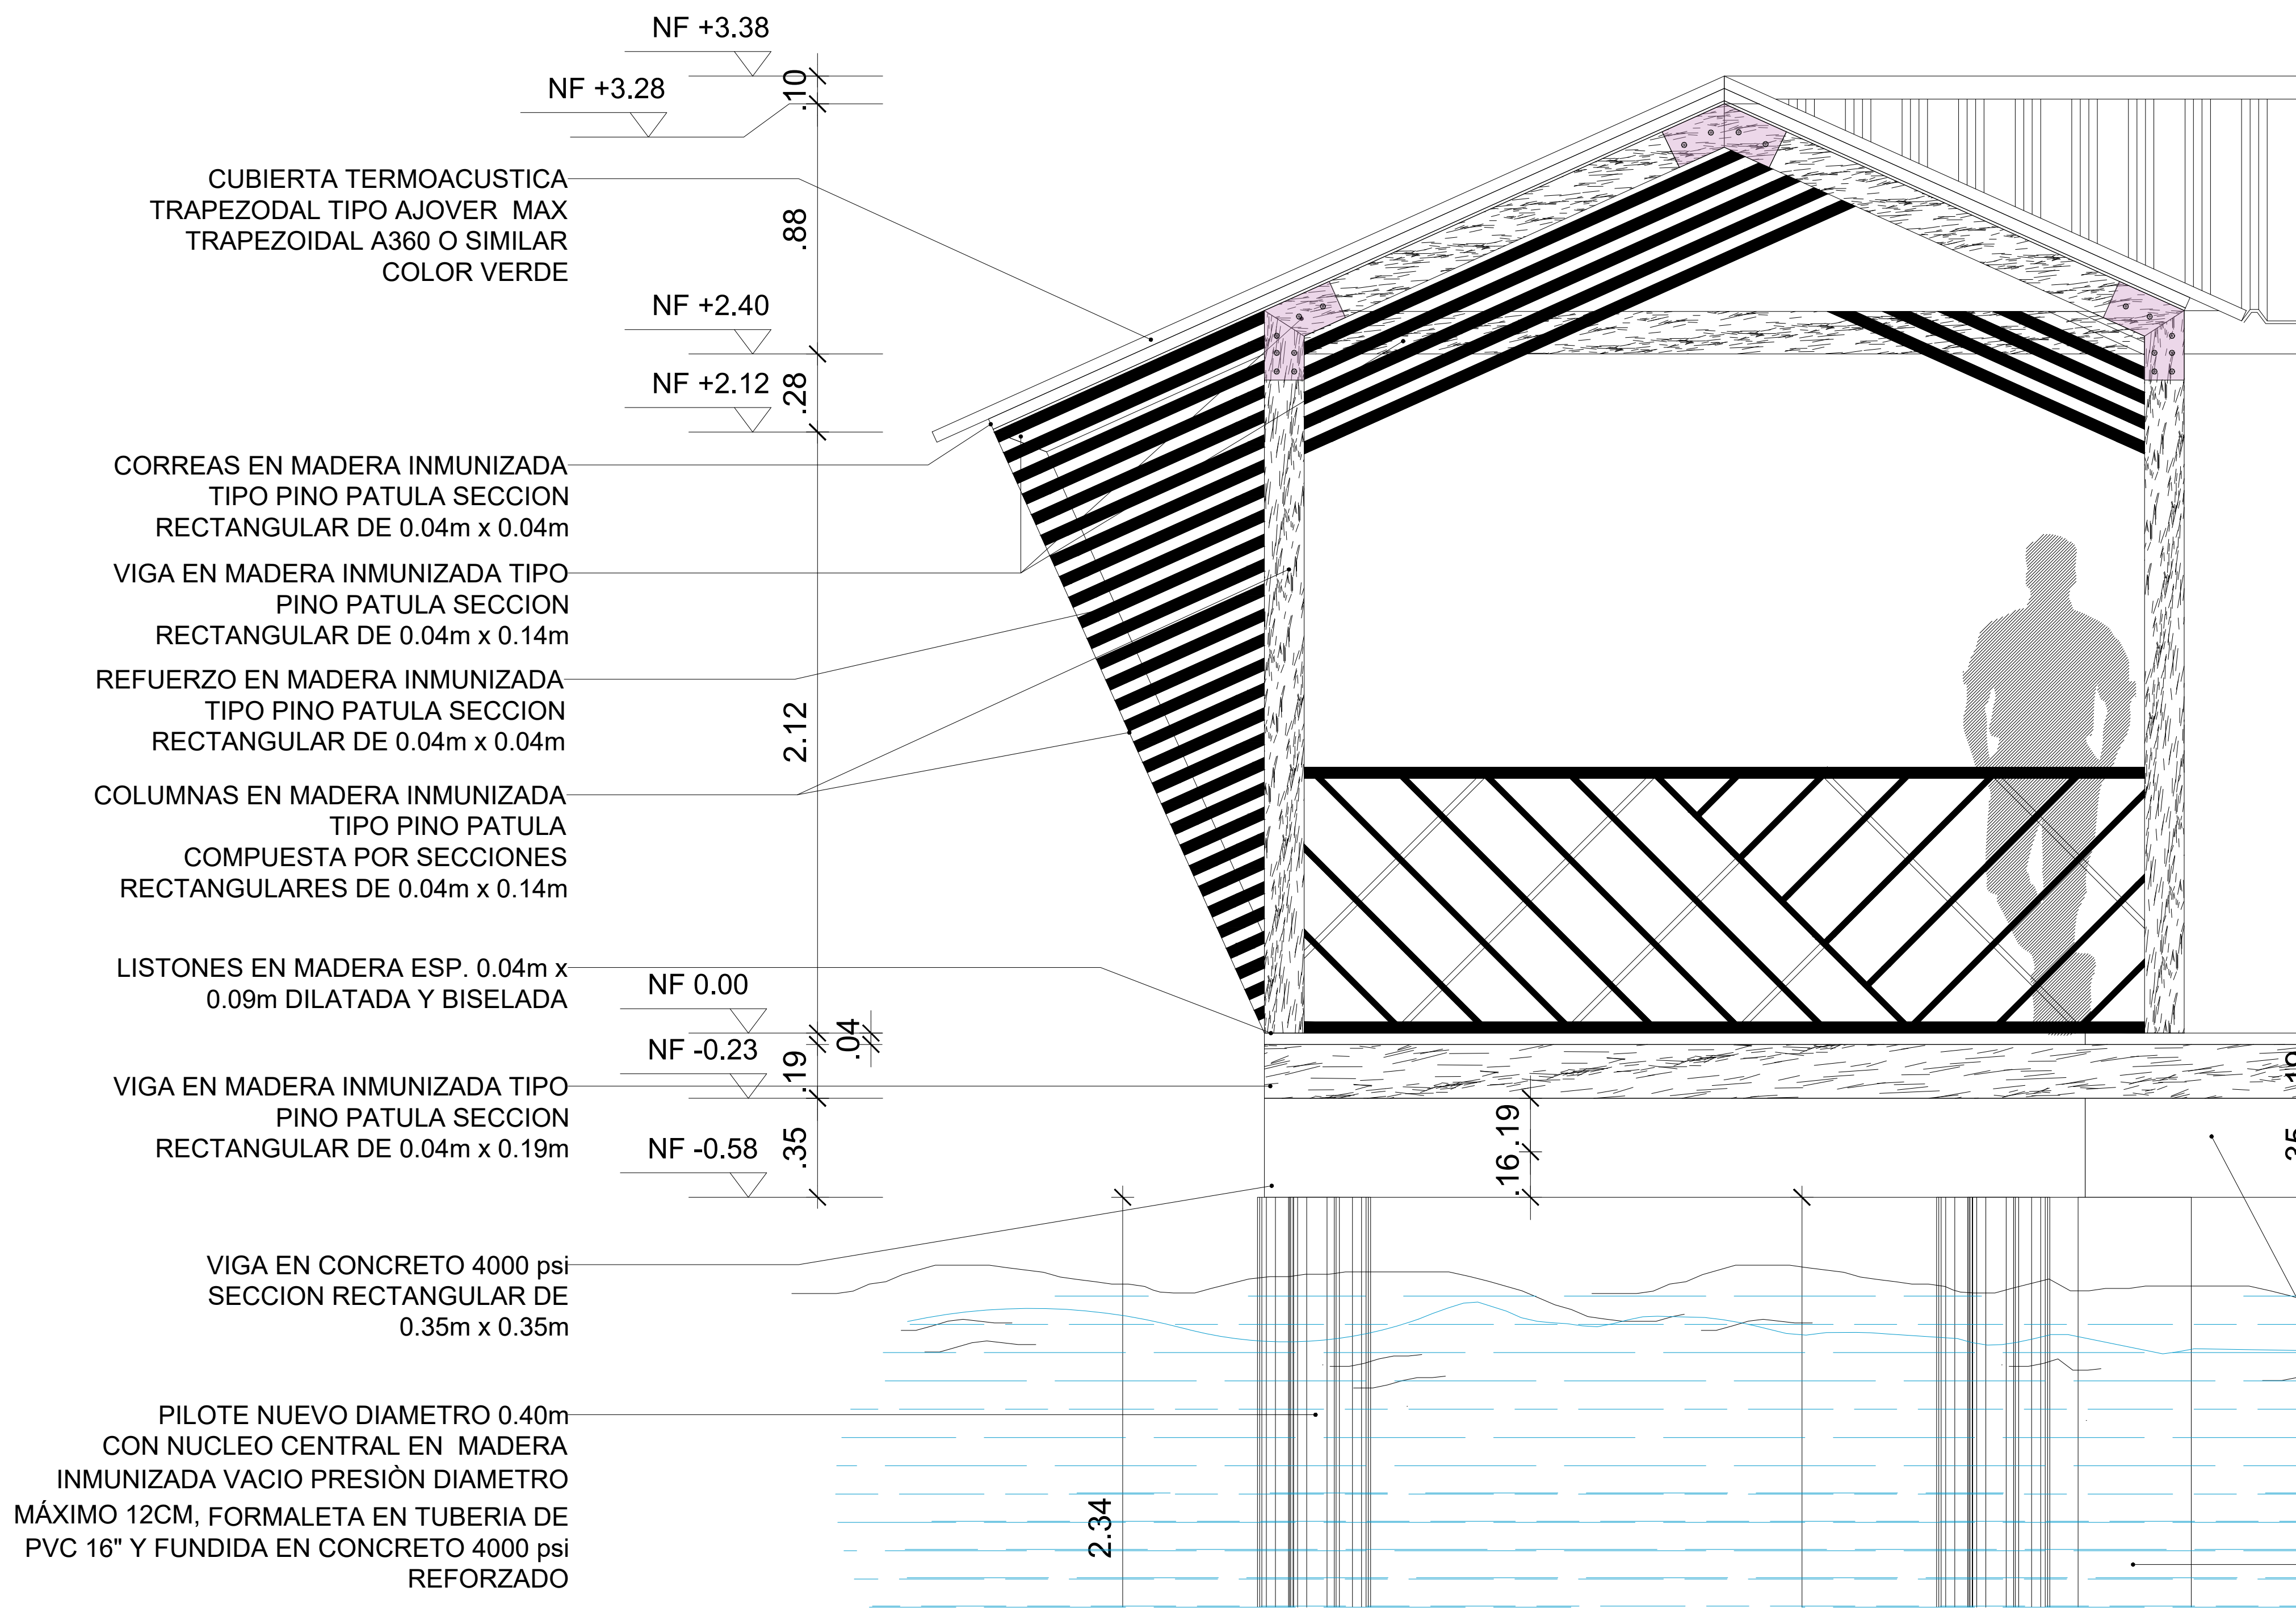 NF +3.38
NF +3.28
.10
CUBIERTA TERMOACUSTICA
TRAPEZODAL TIPO AJOVER MAX
TRAPEZOIDAL A360 O SIMILAR
COLOR VERDE
.88
NF +2.40
NF +2.12
.28
CORREAS EN MADERA INMUNIZADA
TIPO PINO PATULA SECCION
RECTANGULAR DE 0.04m x 0.04m
VIGA EN MADERA INMUNIZADA TIPO
PINO PATULA SECCION
RECTANGULAR DE 0.04m x 0.14m
REFUERZO EN MADERA INMUNIZADA
TIPO PINO PATULA SECCION
RECTANGULAR DE 0.04m x 0.04m
2.12
COLUMNAS EN MADERA INMUNIZADA
TIPO PINO PATULA
COMPUESTA POR SECCIONES
RECTANGULARES DE 0.04m x 0.14m
LISTONES EN MADERA ESP. 0.04m x
0.09m DILATADA Y BISELADA
NF 0.00
.04
NF -0.23
.19
VIGA EN MADERA INMUNIZADA TIPO
PINO PATULA SECCION
RECTANGULAR DE 0.04m x 0.19m
NF -0.58
.35
.19
.16
VIGA EN CONCRETO 4000 psi
SECCION RECTANGULAR DE
0.35m x 0.35m
PILOTE NUEVO DIAMETRO 0.40m
CON NUCLEO CENTRAL EN MADERA
INMUNIZADA VACIO PRESIÒN DIAMETRO
MÁXIMO 12CM, FORMALETA EN TUBERIA DE
PVC 16" Y FUNDIDA EN CONCRETO 4000 psi
REFORZADO
2.34